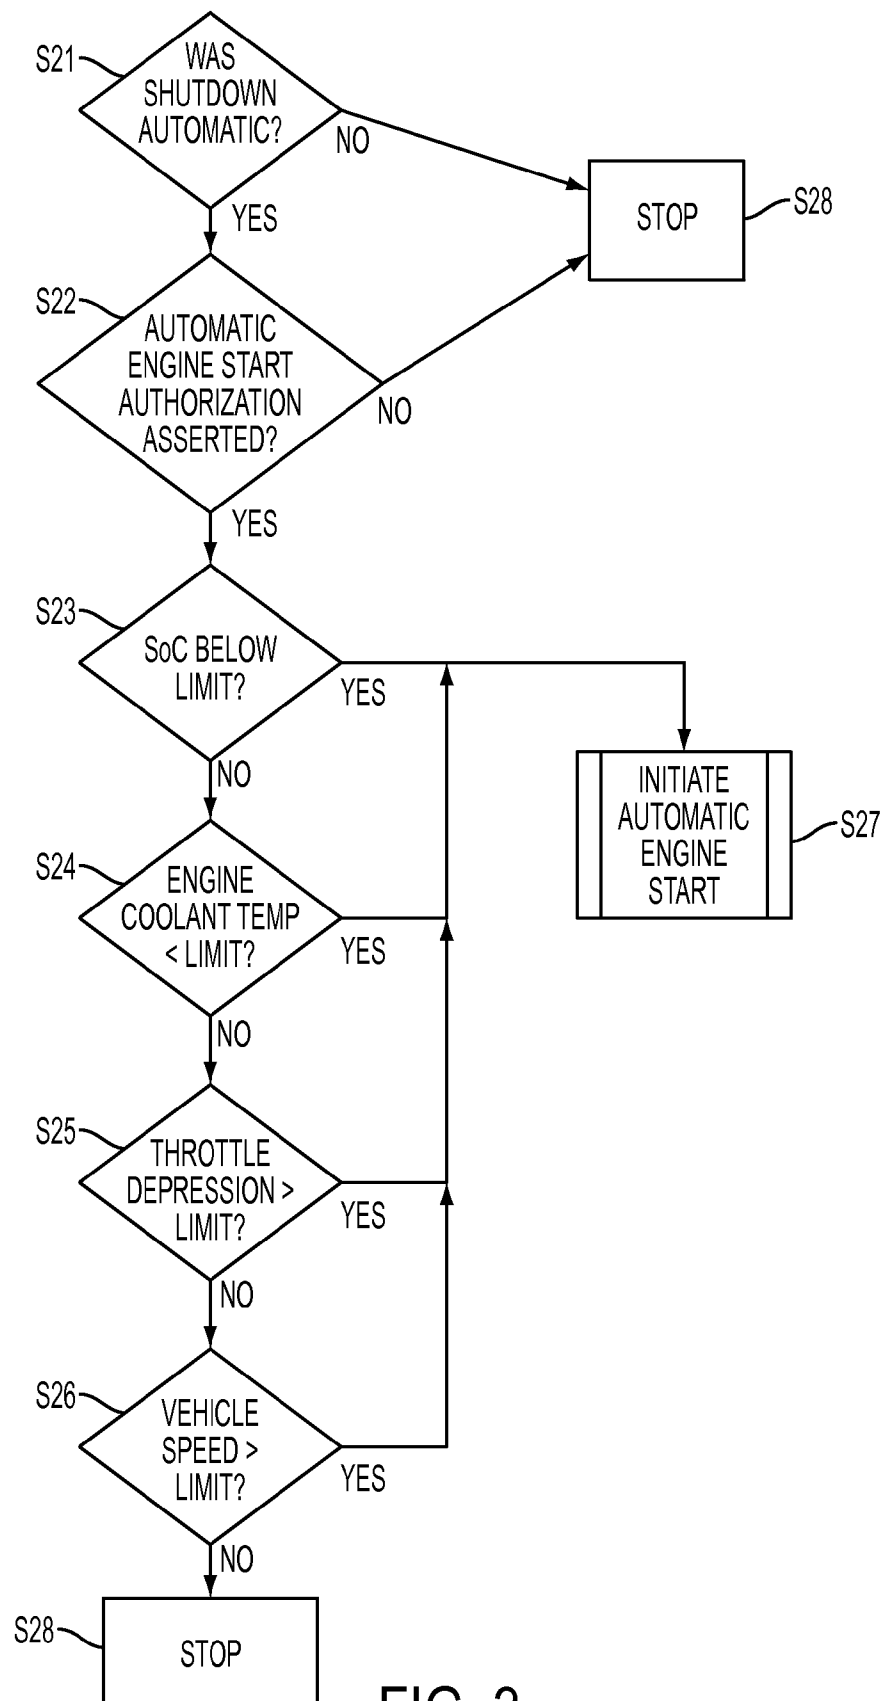 S21
WAS
SHUTDOWN
AUTOMATIC?
NO
YES
STOP
S28
S22
AUTOMATIC
ENGINE START
AUTHORIZATION
ASSERTED?
NO
YES
S23
SoC BELOW
LIMIT?
YES
NO
INITIATE
AUTOMATIC
ENGINE
START
S27
S24
ENGINE
COOLANT TEMP
< LIMIT?
YES
NO
S25
THROTTLE
DEPRESSION >
LIMIT?
YES
NO
S26
VEHICLE
SPEED >
LIMIT?
YES
NO
S28
STOP